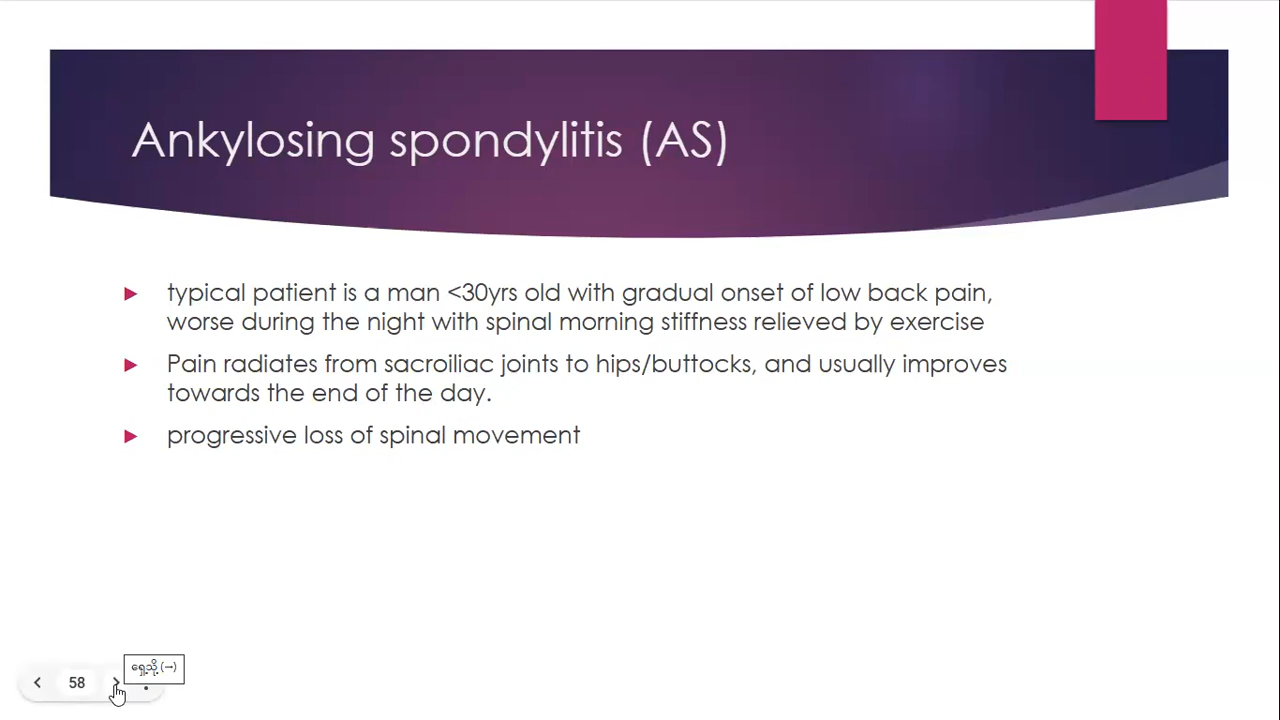 Ankylosing spondylitis (AS)
typical patient is a man <30yrs old with gradual onset of low back pain,
worse during the night with spinal morning stiffness relieved by exercise
Pain radiates from sacroiliac joints to hips/buttocks, and usually improves
towards the end of the day.
progressive loss of spinal movement
ရှေ့သို့ (→)
58